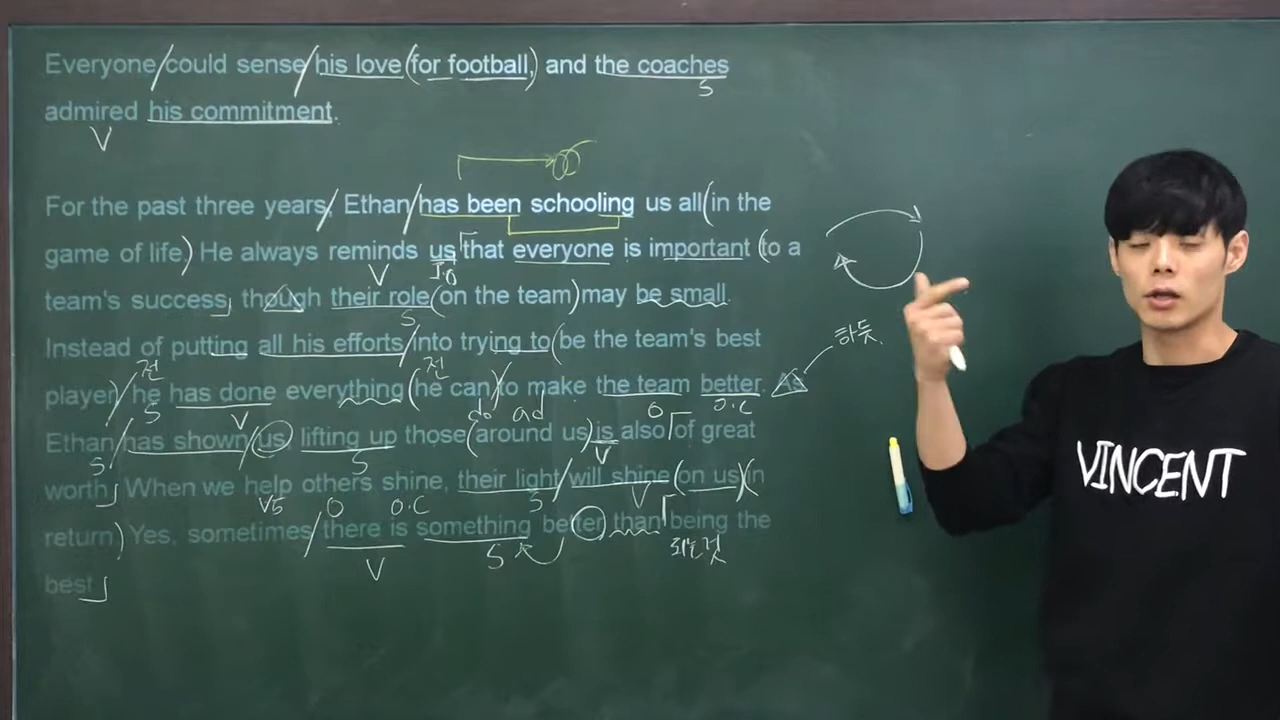 Everyone could sense his love (for football,) and the coaches
S
admired his commitment.
V
For the past three years, Ethan has been schooling us all (in the
game of life.) He always reminds us that everyone is important (to a
V I.O
team's success, though their role (on the team) may be small.
S
Instead of putting all his efforts into trying to (be the team's best
전 전
하듯.
player,) he has done everything (he can) to make the team better. As
S V do ad O O.C
Ethan has shown us, lifting up those (around us) is also of great
S S V
worth. When we help others shine, their light will shine (on us) (in
V5 O O.C S V
return.) Yes, sometimes there is something better than being the
V S 되는 것
best.
VINCENT